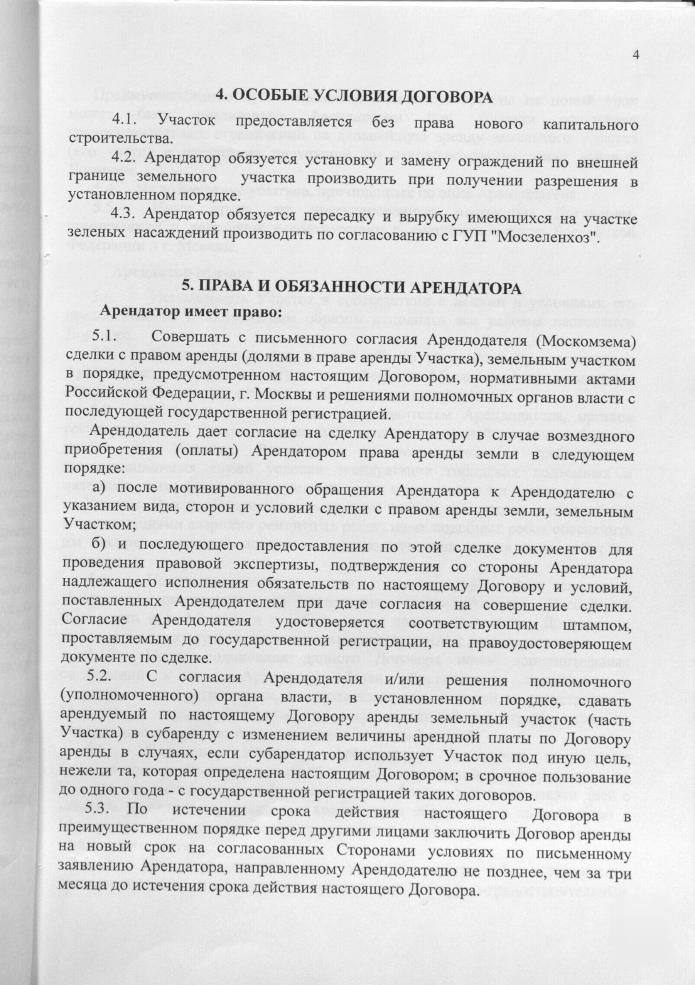 4
4. ОСОБЫЕ УСЛОВИЯ ДОГОВОРА
4.1. Участок предоставляется без права нового капитального
строительства.
4.2. Арендатор обязуется установку и замену ограждений по внешней
границе земельного участка производить при получении разрешения в
установленном порядке.
4.3. Арендатор обязуется пересадку и вырубку имеющихся на участке
зеленых насаждений производить по согласованию с ГУП "Мосзеленхоз".
5. ПРАВА И ОБЯЗАННОСТИ АРЕНДАТОРА
Арендатор имеет право:
5.1. Совершать с письменного согласия Арендодателя (Москомзема)
сделки с правом аренды (долями в праве аренды Участка), земельным участком
в порядке, предусмотренном настоящим Договором, нормативными актами
Российской Федерации, г. Москвы и решениями полномочных органов власти с
последующей государственной регистрацией.
Арендодатель дает согласие на сделку Арендатору в случае возмездного
приобретения (оплаты) Арендатором права аренды земли в следующем
порядке:
а) после мотивированного обращения Арендатора к Арендодателю с
указанием вида, сторон и условий сделки с правом аренды земли, земельным
Участком;
б) и последующего предоставления по этой сделке документов для
проведения правовой экспертизы, подтверждения со стороны Арендатора
надлежащего исполнения обязательств по настоящему Договору и условий,
поставленных Арендодателем при даче согласия на совершение сделки.
Согласие Арендодателя удостоверяется соответствующим штампом,
проставляемым до государственной регистрации, на правоудостоверяющем
документе по сделке.
5.2. С согласия Арендодателя и/или решения полномочного
(уполномоченного) органа власти, в установленном порядке, сдавать
арендуемый по настоящему Договору аренды земельный участок (часть
Участка) в субаренду с изменением величины арендной платы по Договору
аренды в случаях, если субарендатор использует Участок под иную цель,
нежели та, которая определена настоящим Договором; в срочное пользование
до одного года - с государственной регистрацией таких договоров.
5.3. По истечении срока действия настоящего Договора в
преимущественном порядке перед другими лицами заключить Договор аренды
на новый срок на согласованных Сторонами условиях по письменному
заявлению Арендатора, направленному Арендодателю не позднее, чем за три
месяца до истечения срока действия настоящего Договора.